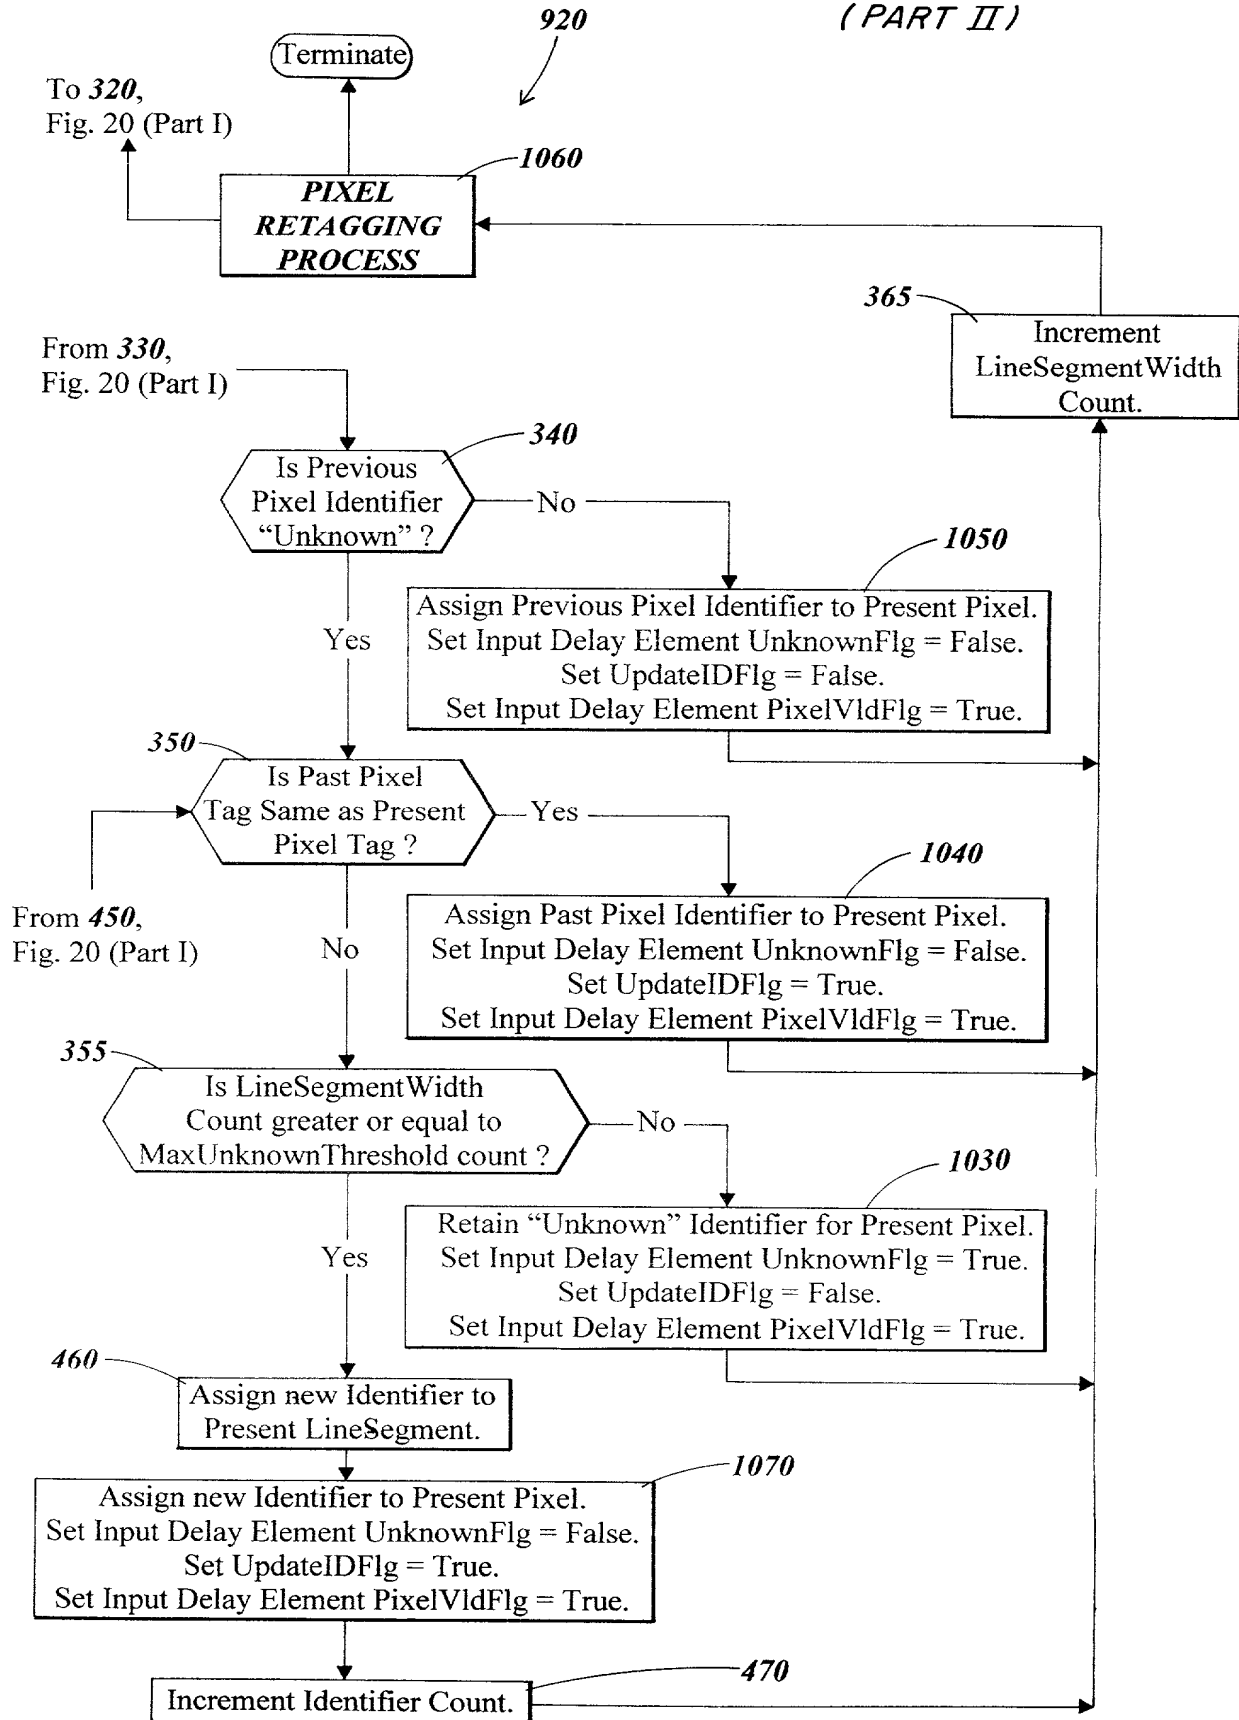 920
(PART II)
Terminate
To 320,
Fig. 20 (Part I)
1060
PIXEL
RETAGGING
PROCESS
365
Increment
LineSegmentWidth
Count.
From 330,
Fig. 20 (Part I)
340
Is Previous
Pixel Identifier
“Unknown” ?
No
1050
Assign Previous Pixel Identifier to Present Pixel.
Set Input Delay Element UnknownFlg = False.
Set UpdateIDFlg = False.
Set Input Delay Element PixelVldFlg = True.
Yes
350
Is Past Pixel
Tag Same as Present
Pixel Tag ?
Yes
1040
Assign Past Pixel Identifier to Present Pixel.
Set Input Delay Element UnknownFlg = False.
Set UpdateIDFlg = True.
Set Input Delay Element PixelVldFlg = True.
From 450,
Fig. 20 (Part I)
No
355
Is LineSegmentWidth
Count greater or equal to
MaxUnknownThreshold count ?
No
1030
Retain “Unknown” Identifier for Present Pixel.
Set Input Delay Element UnknownFlg = True.
Set UpdateIDFlg = False.
Set Input Delay Element PixelVldFlg = True.
Yes
460
Assign new Identifier to
Present LineSegment.
1070
Assign new Identifier to Present Pixel.
Set Input Delay Element UnknownFlg = False.
Set UpdateIDFlg = True.
Set Input Delay Element PixelVldFlg = True.
470
Increment Identifier Count.